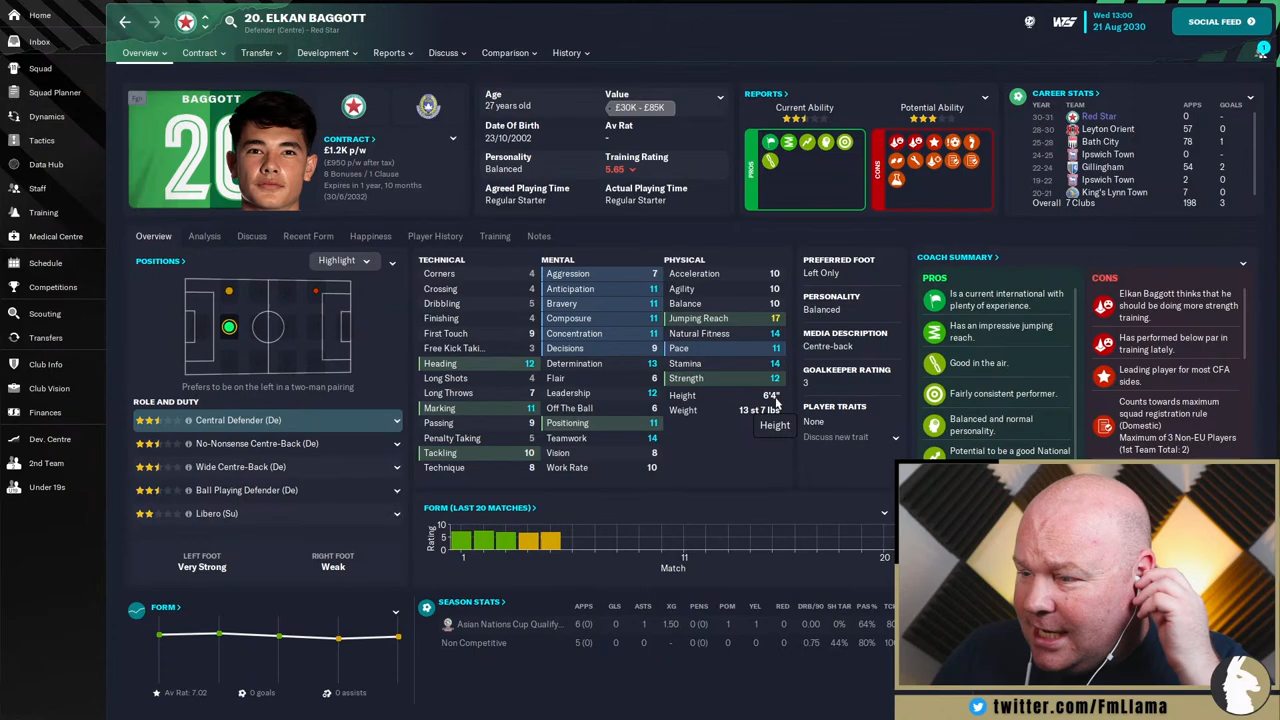 Home
Inbox
Squad
Squad Planner
Dynamics
Tactics
Data Hub
Staff
Training
Medical Centre
Schedule
Competitions
Scouting
Transfers
Club Info
Club Vision
Finances
Dev. Centre
2nd Team
Under 19s
20. ELKAN BAGGOTT
Defender (Centre) - Red Star
Wed 13:00
21 Aug 2030
SOCIAL FEED
1
Overview
Contract
Transfer
Development
Reports
Discuss
Comparison
History
Fgn
BAGGOTT
20
CONTRACT
£1.2K p/w
(£950 p/w after tax)
8 Bonuses / 1 Clause
Expires in 1 year, 10 months
(30/6/2032)
Age
27 years old
Date Of Birth
23/10/2002
Personality
Balanced
Agreed Playing Time
Regular Starter
Value
£30K - £85K
Av Rat
-
Training Rating
5.65
Actual Playing Time
Regular Starter
REPORTS
Current Ability
Potential Ability
PROS
CONS
CAREER STATS
YEAR TEAM APPS GOALS
30-31 Red Star 0 -
28-30 Leyton Orient 57 0
25-28 Bath City 78 1
24-25 Ipswich Town 0 -
22-24 Gillingham 54 2
19-22 Ipswich Town 2 0
20-21 King's Lynn Town 7 0
Overall 7 Clubs 198 3
Overview
Analysis
Discuss
Recent Form
Happiness
Player History
Training
Notes
POSITIONS
Highlight
Prefers to be on the left in a two-man pairing
ROLE AND DUTY
Central Defender (De)
No-Nonsense Centre-Back (De)
Wide Centre-Back (De)
Ball Playing Defender (De)
Libero (Su)
LEFT FOOT
Very Strong
RIGHT FOOT
Weak
TECHNICAL
Corners 4
Crossing 4
Dribbling 5
Finishing 4
First Touch 9
Free Kick Taki... 3
Heading 12
Long Shots 4
Long Throws 7
Marking 11
Passing 9
Penalty Taking 5
Tackling 10
Technique 8
MENTAL
Aggression 7
Anticipation 11
Bravery 11
Composure 11
Concentration 11
Decisions 9
Determination 13
Flair 6
Leadership 12
Off The Ball 6
Positioning 11
Teamwork 14
Vision 8
Work Rate 10
PHYSICAL
Acceleration 10
Agility 10
Balance 10
Jumping Reach 17
Natural Fitness 14
Pace 11
Stamina 14
Strength 12
Height 6'4"
Weight 13 st 7 lbs
Height
PREFERRED FOOT
Left Only
PERSONALITY
Balanced
MEDIA DESCRIPTION
Centre-back
GOALKEEPER RATING
3
PLAYER TRAITS
None
Discuss new trait
COACH SUMMARY
PROS
Is a current international with
plenty of experience.
Has an impressive jumping
reach.
Good in the air.
Fairly consistent performer.
Balanced and normal
personality.
Potential to be a good National
CONS
Elkan Baggott thinks that he
should be doing more strength
training.
Has performed below par in
training lately.
Leading player for most CFA
sides.
Counts towards maximum
squad registration rule
(Domestic)
Maximum of 3 Non-EU Players
(1st Team Total: 2)
FORM (LAST 20 MATCHES)
Rating
10
5
0
1
11
20
Match
FORM
Av Rat: 7.02
0 goals
0 assists
SEASON STATS
APPS GLS ASTS XG PENS POM YEL RED DRB/90 SH TAR PAS%
Asian Nations Cup Qualify... 6 (0) 0 1 1.50 0 (0) 1 1 0 0.00 0% 64%
Non Competitive 5 (0) 0 0 - 0 (0) 0 0 0 0.75 44% 80%
twitter.com/FmLlama